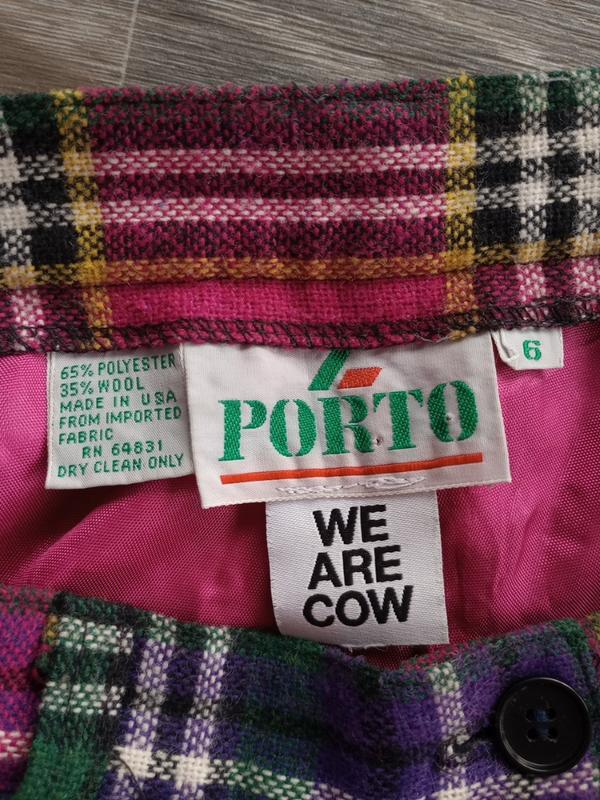 65% POLYESTER
35% WOOL
MADE IN USA
FROM IMPORTED
FABRIC
RN 64831
DRY CLEAN ONLY
PORTO
6
WE
ARE
COW